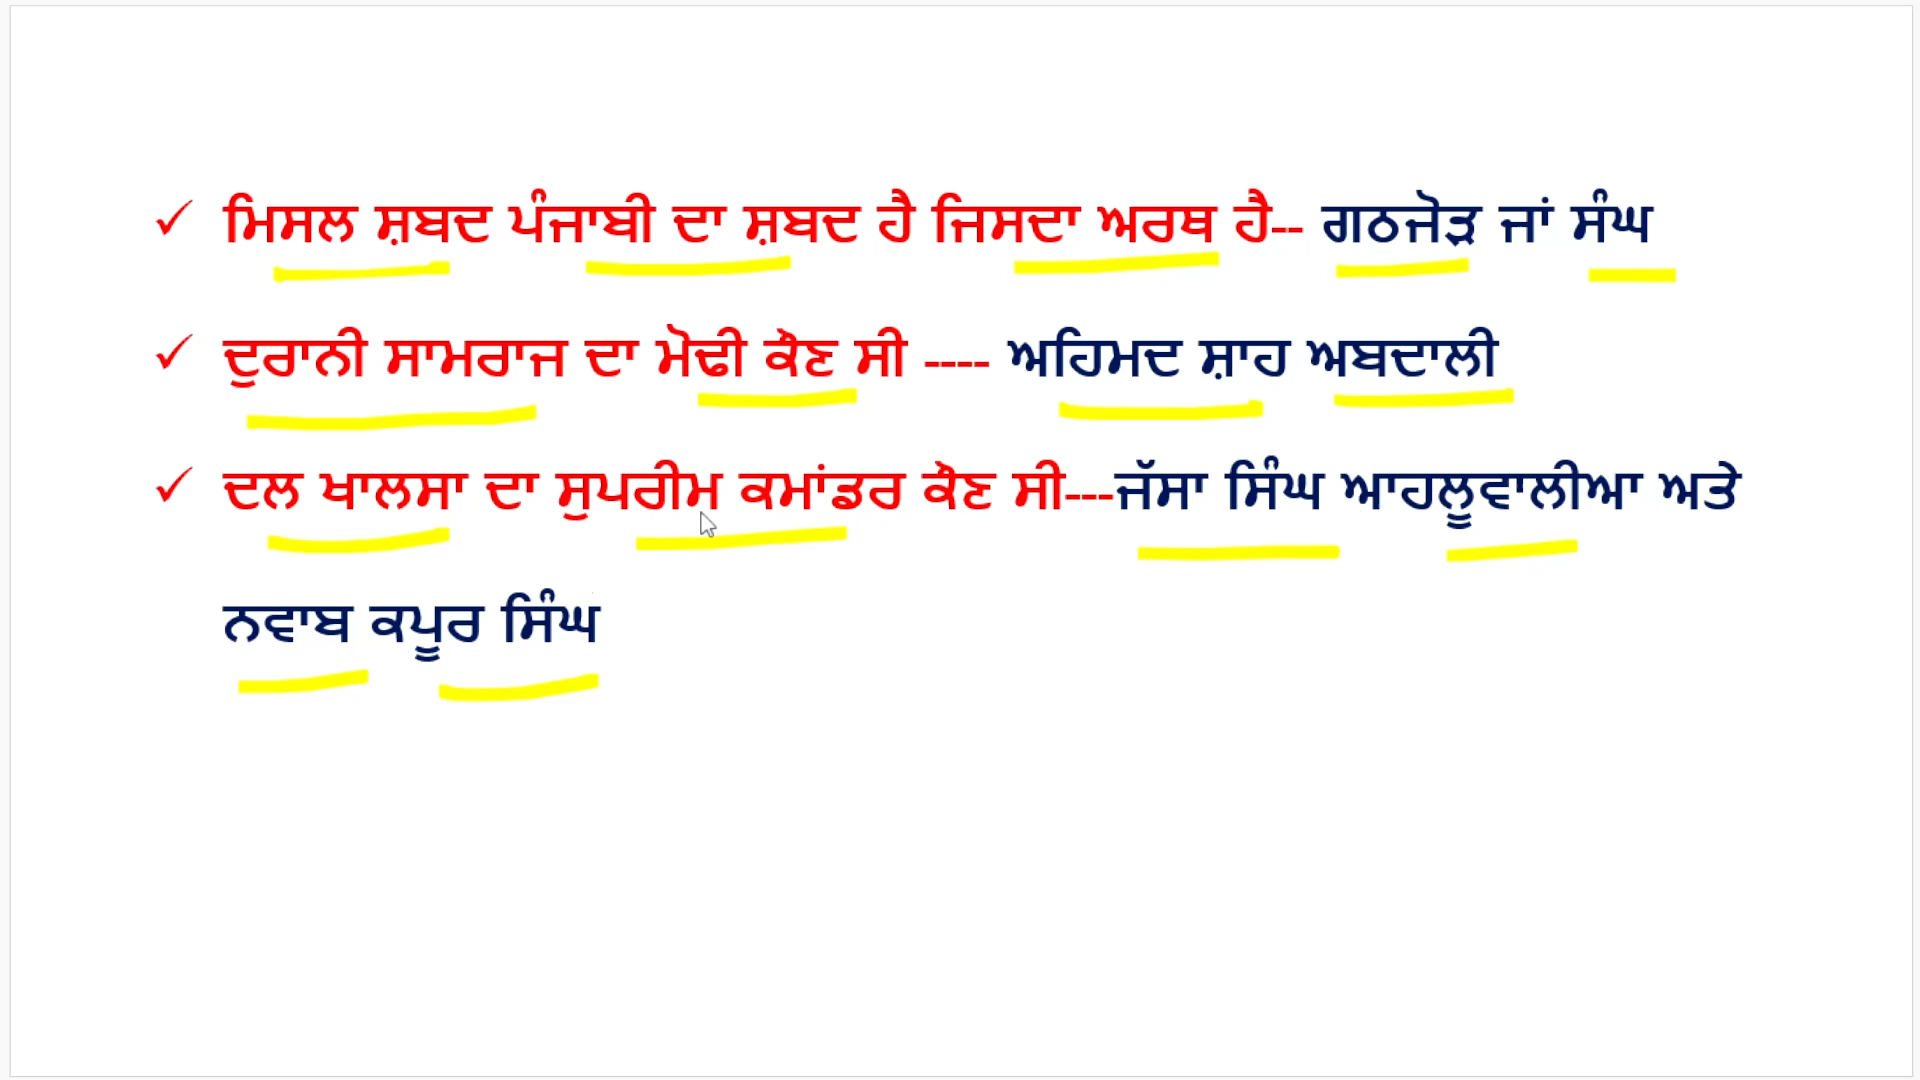 ✓ ਮਿਸਲ ਸ਼ਬਦ ਪੰਜਾਬੀ ਦਾ ਸ਼ਬਦ ਹੈ ਜਿਸਦਾ ਅਰਥ ਹੈ-- ਗਠਜੋੜ ਜਾਂ ਸੰਘ
✓ ਦੁਰਾਨੀ ਸਾਮਰਾਜ ਦਾ ਮੋਢੀ ਕੌਣ ਸੀ ---- ਅਹਿਮਦ ਸ਼ਾਹ ਅਬਦਾਲੀ
✓ ਦਲ ਖਾਲਸਾ ਦਾ ਸੁਪਰੀਮ ਕਮਾਂਡਰ ਕੌਣ ਸੀ---ਜੱਸਾ ਸਿੰਘ ਆਹਲੂਵਾਲੀਆ ਅਤੇ
ਨਵਾਬ ਕਪੂਰ ਸਿੰਘ